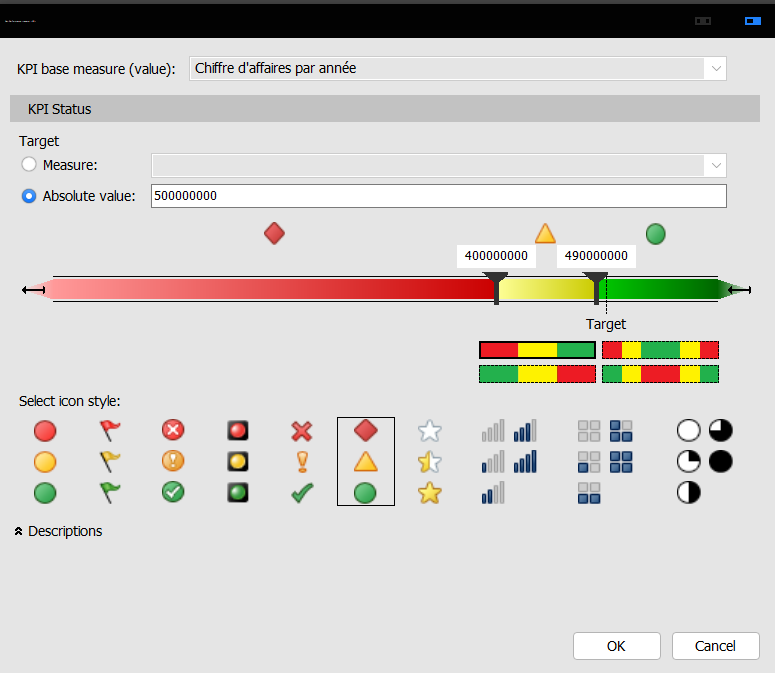 KPI base measure (value): Chiffre d'affaires par année
KPI Status
Target
Measure:
Absolute value: 500000000
400000000 490000000
Target
Select icon style:
Descriptions
OK Cancel